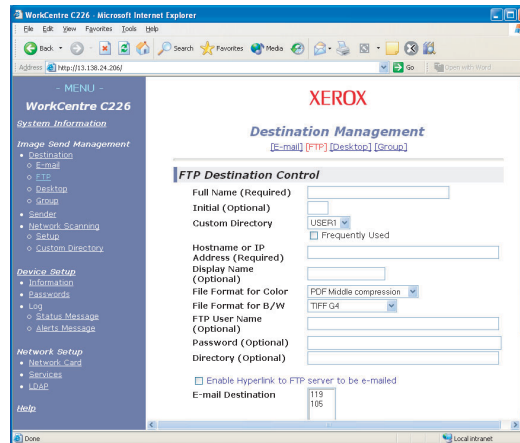 WorkCentre C226 - Microsoft Internet Explorer
File Edit View Favorites Tools Help
Back Search Favorites Media
Address http://13.138.24.206/ Go Open with Word
- MENU -
WorkCentre C226
System Information
Image Send Management
Destination
E-mail
FTP
Desktop
Group
Sender
Network Scanning
Setup
Custom Directory
Device Setup
Information
Passwords
Log
Status Message
Alerts Message
Network Setup
Network Card
Services
LDAP
Help
XEROX
Destination Management
[E-mail] [FTP] [Desktop] [Group]
FTP Destination Control
Full Name (Required)
Initial (Optional)
Custom Directory USER1
Frequently Used
Hostname or IP
Address (Required)
Display Name
(Optional)
File Format for Color PDF Middle compression
File Format for B/W TIFF G4
FTP User Name
(Optional)
Password (Optional)
Directory (Optional)
Enable Hyperlink to FTP server to be e-mailed
E-mail Destination 119
105
Done Local intranet